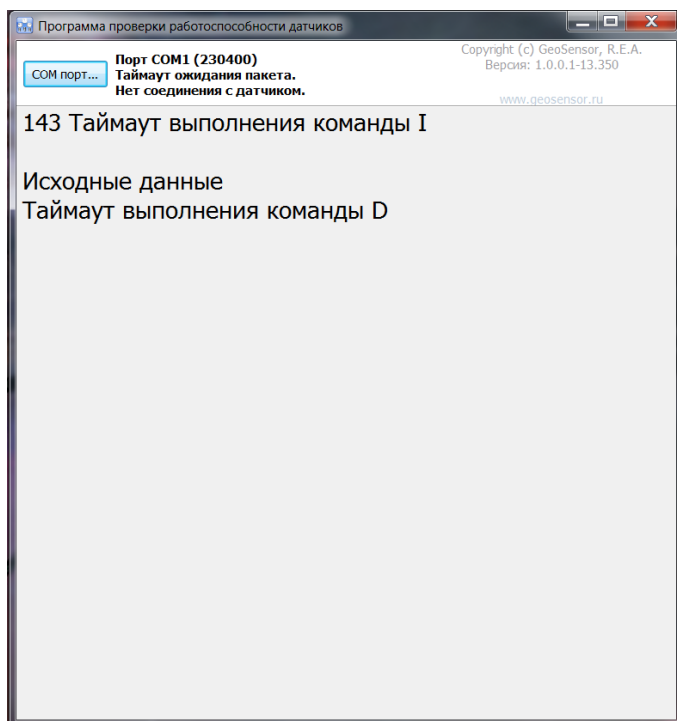 Программа проверки работоспособности датчиков
COM порт...
Порт COM1 (230400)
Таймаут ожидания пакета.
Нет соединения с датчиком.
Copyright (c) GeoSensor, R.E.A.
Версия: 1.0.0.1-13.350
www.geosensor.ru
143 Таймаут выполнения команды I
Исходные данные
Таймаут выполнения команды D